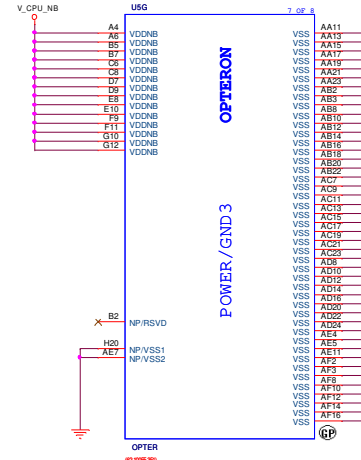 V_CPU_NB
U5G
7 OF 8
A4 VDDNB
A6 VDDNB
B5 VDDNB
B7 VDDNB
C6 VDDNB
C8 VDDNB
D7 VDDNB
D9 VDDNB
E8 VDDNB
E10 VDDNB
F9 VDDNB
F11 VDDNB
G10 VDDNB
G12 VDDNB
B2 NP/RSVD
H20 NP/VSS1
AE7 NP/VSS2
OPTERON
POWER/GND3
VSS AA11
VSS AA13
VSS AA15
VSS AA17
VSS AA19
VSS AA21
VSS AA23
VSS AB2
VSS AB3
VSS AB8
VSS AB10
VSS AB12
VSS AB14
VSS AB16
VSS AB18
VSS AB20
VSS AB22
VSS AC7
VSS AC9
VSS AC11
VSS AC13
VSS AC15
VSS AC17
VSS AC19
VSS AC21
VSS AC23
VSS AD8
VSS AD10
VSS AD12
VSS AD14
VSS AD16
VSS AD20
VSS AD22
VSS AD24
VSS AE4
VSS AE5
VSS AE11
VSS AF2
VSS AF3
VSS AF8
VSS AF10
VSS AF12
VSS AF14
VSS AF16
GP
OPTER